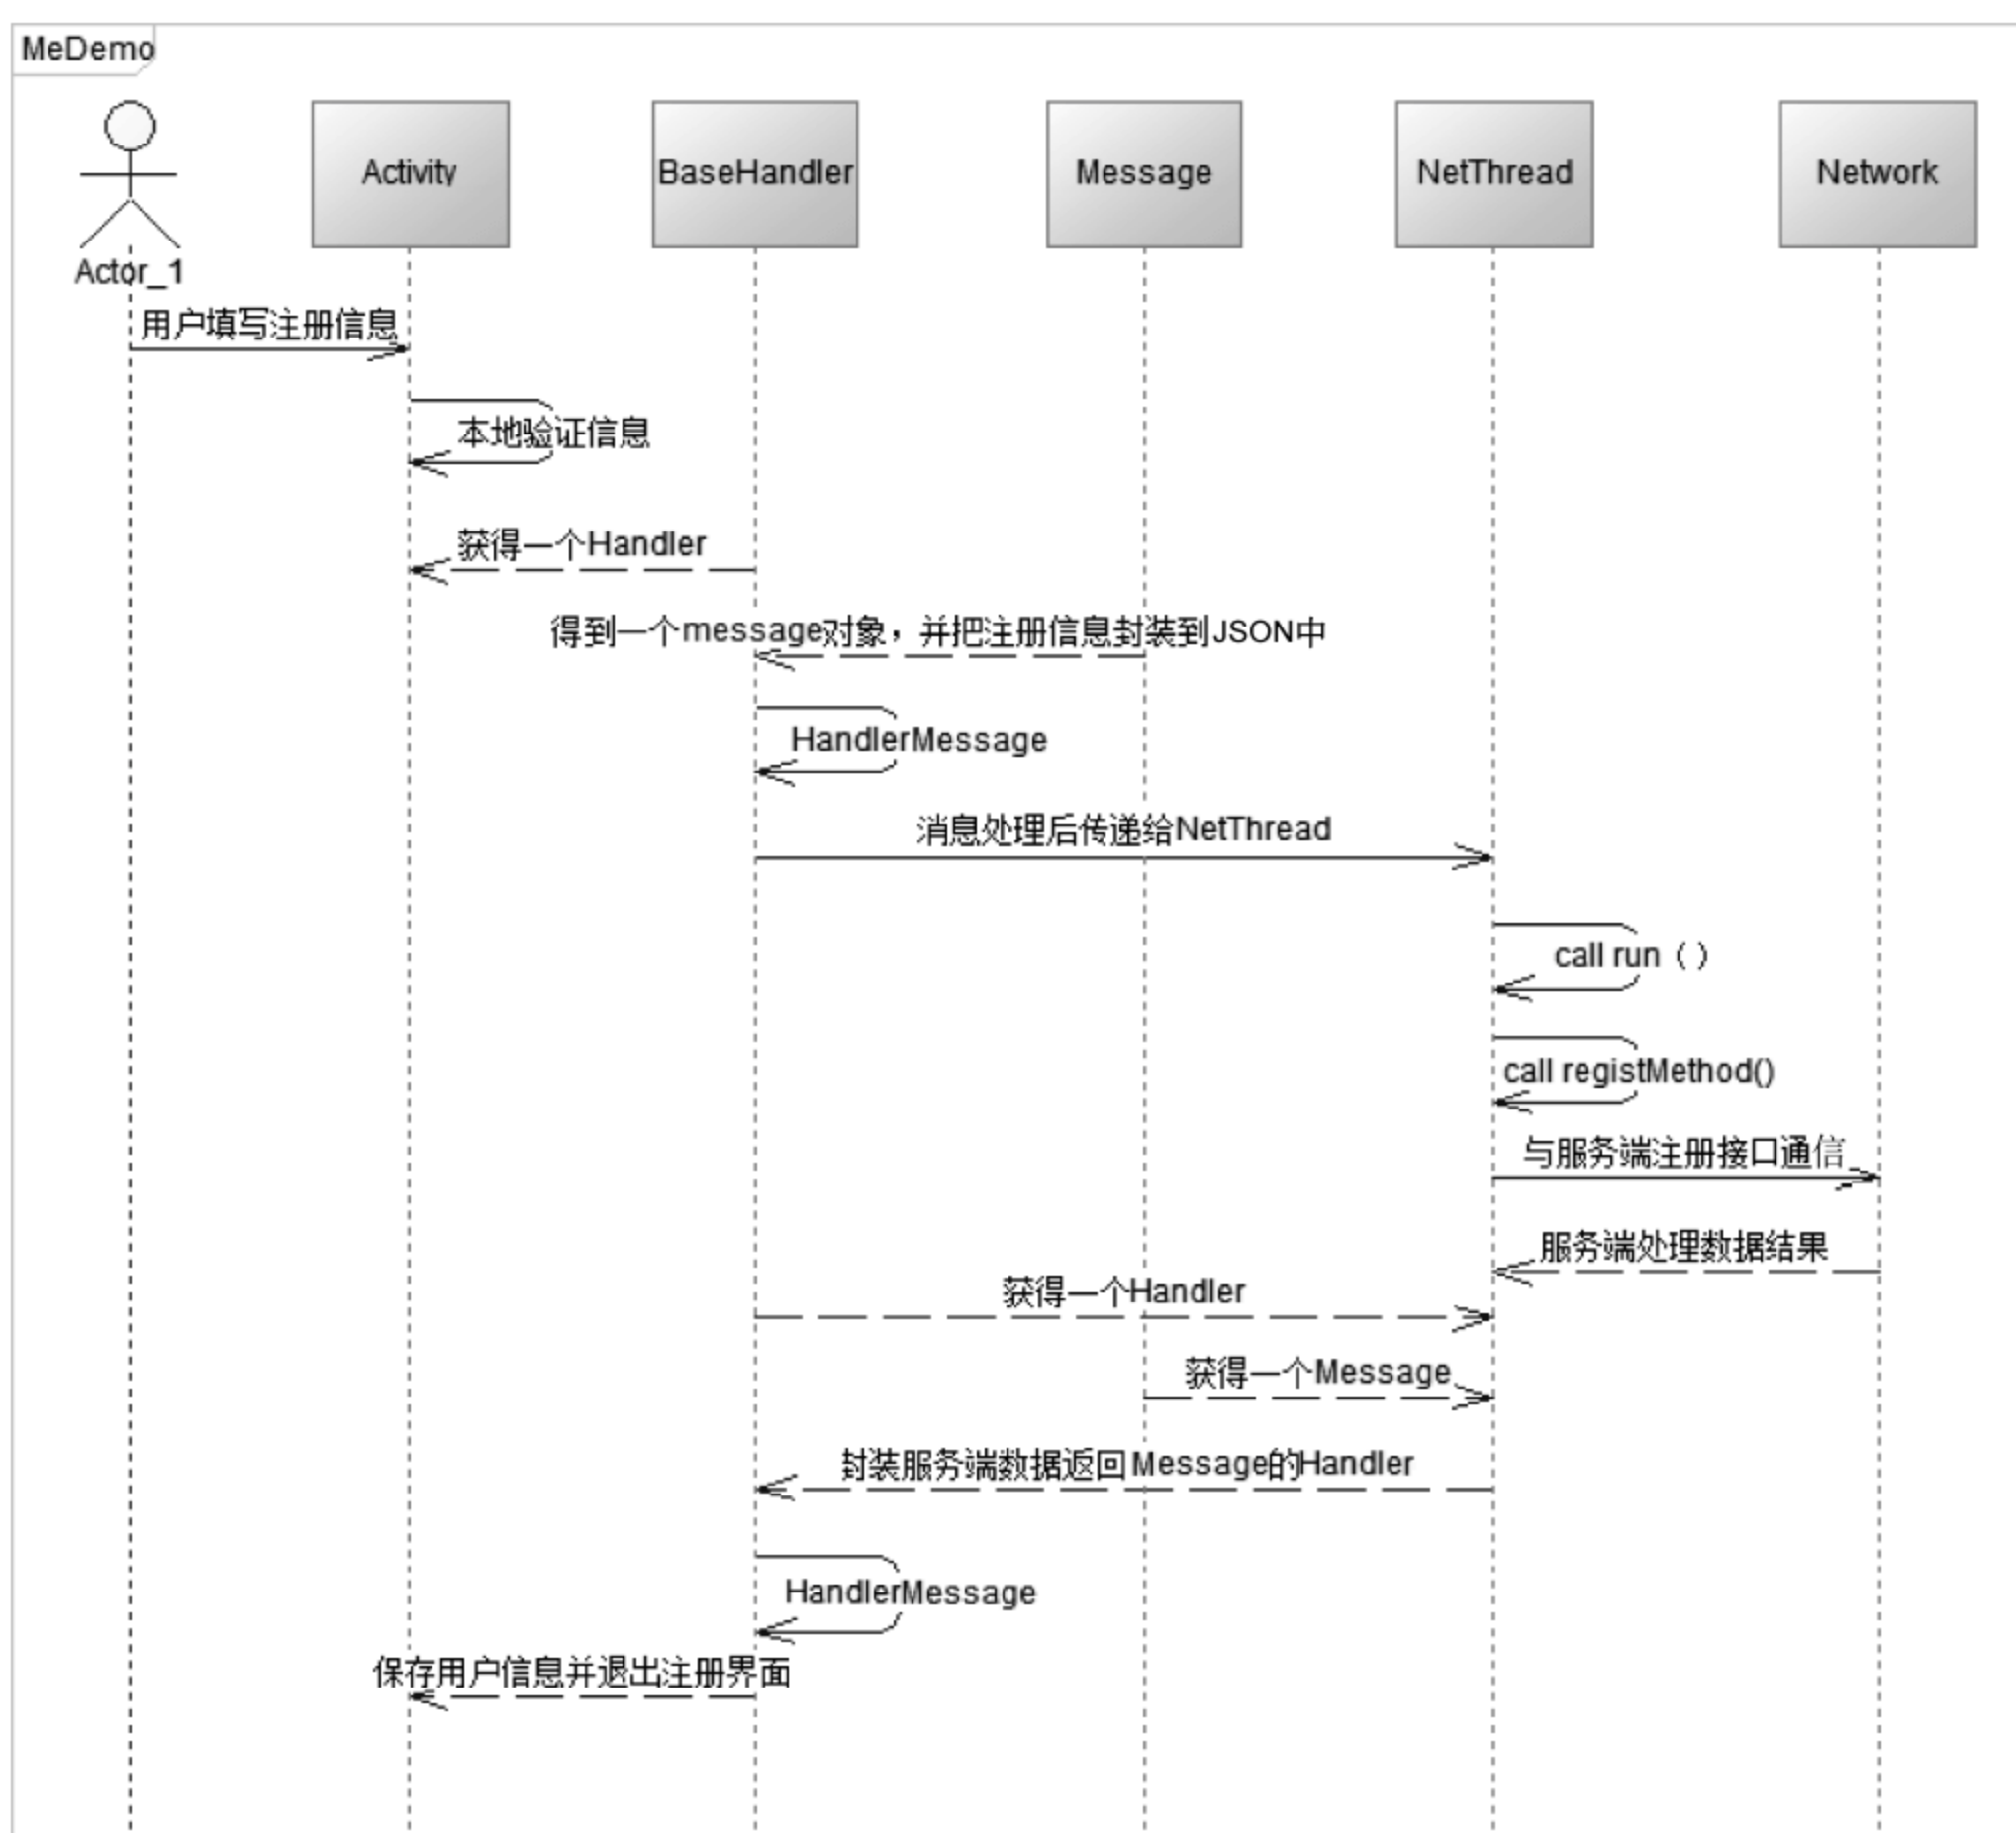 MeDemo
Activity
BaseHandler
Message
NetThread
Network
Actor_1
用户填写注册信息
本地验证信息
获得一个Handler
得到一个message对象，并把注册信息封装到JSON中
HandlerMessage
消息处理后传递给NetThread
call run（）
call registMethod()
与服务端注册接口通信
服务端处理数据结果
获得一个Handler
获得一个Message
封装服务端数据返回Message的Handler
HandlerMessage
保存用户信息并退出注册界面